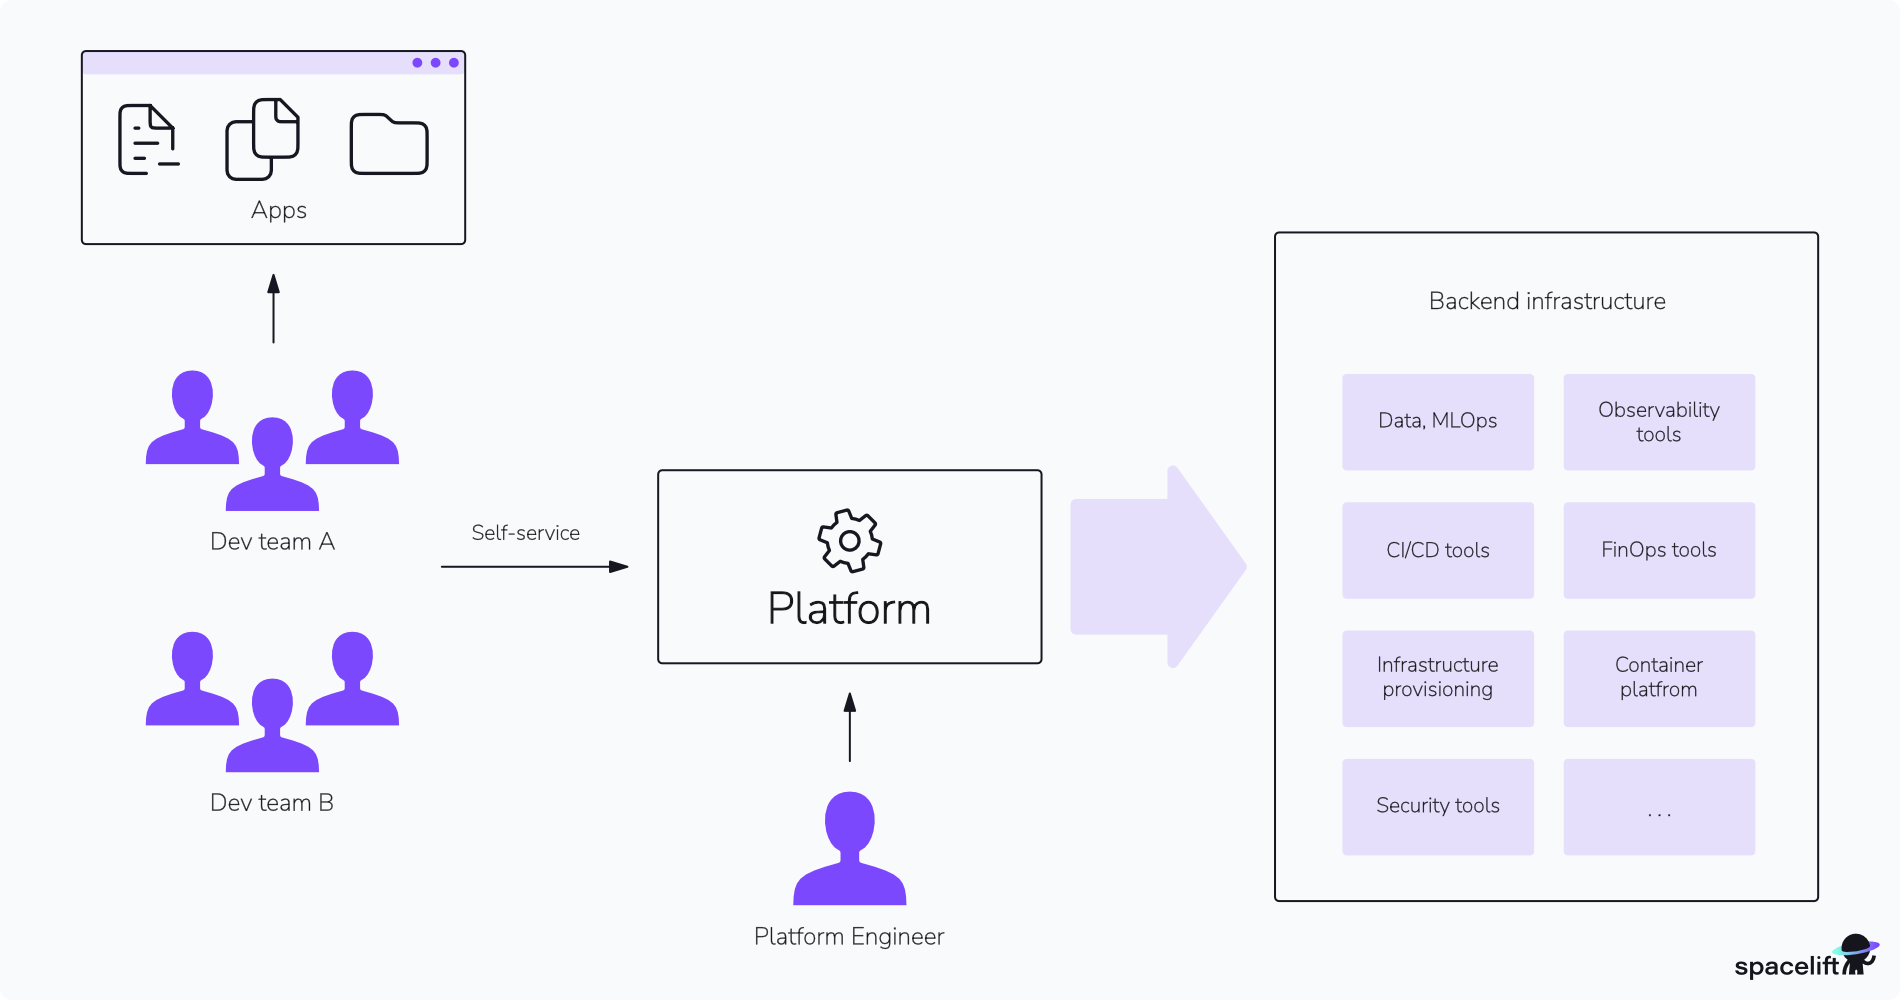 Apps
Dev team A
Dev team B
Self-service
Platform
Platform Engineer
Backend infrastructure
Data, MLOps
Observability
tools
CI/CD tools
FinOps tools
Infrastructure
provisioning
Container
platfrom
Security tools
...
spacelift